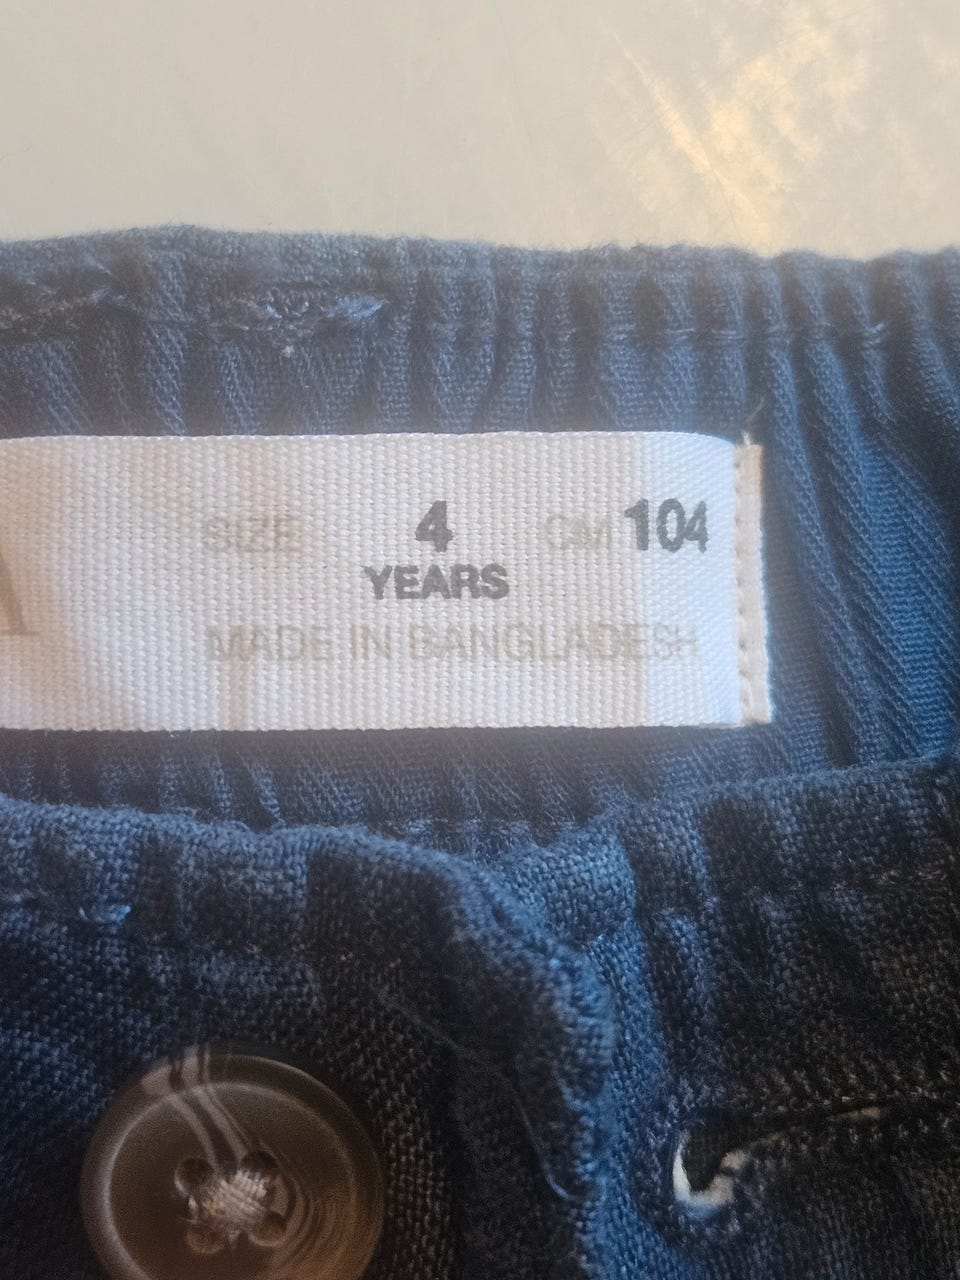 A
SIZE 4 CM 104
YEARS
MADE IN BANGLADESH